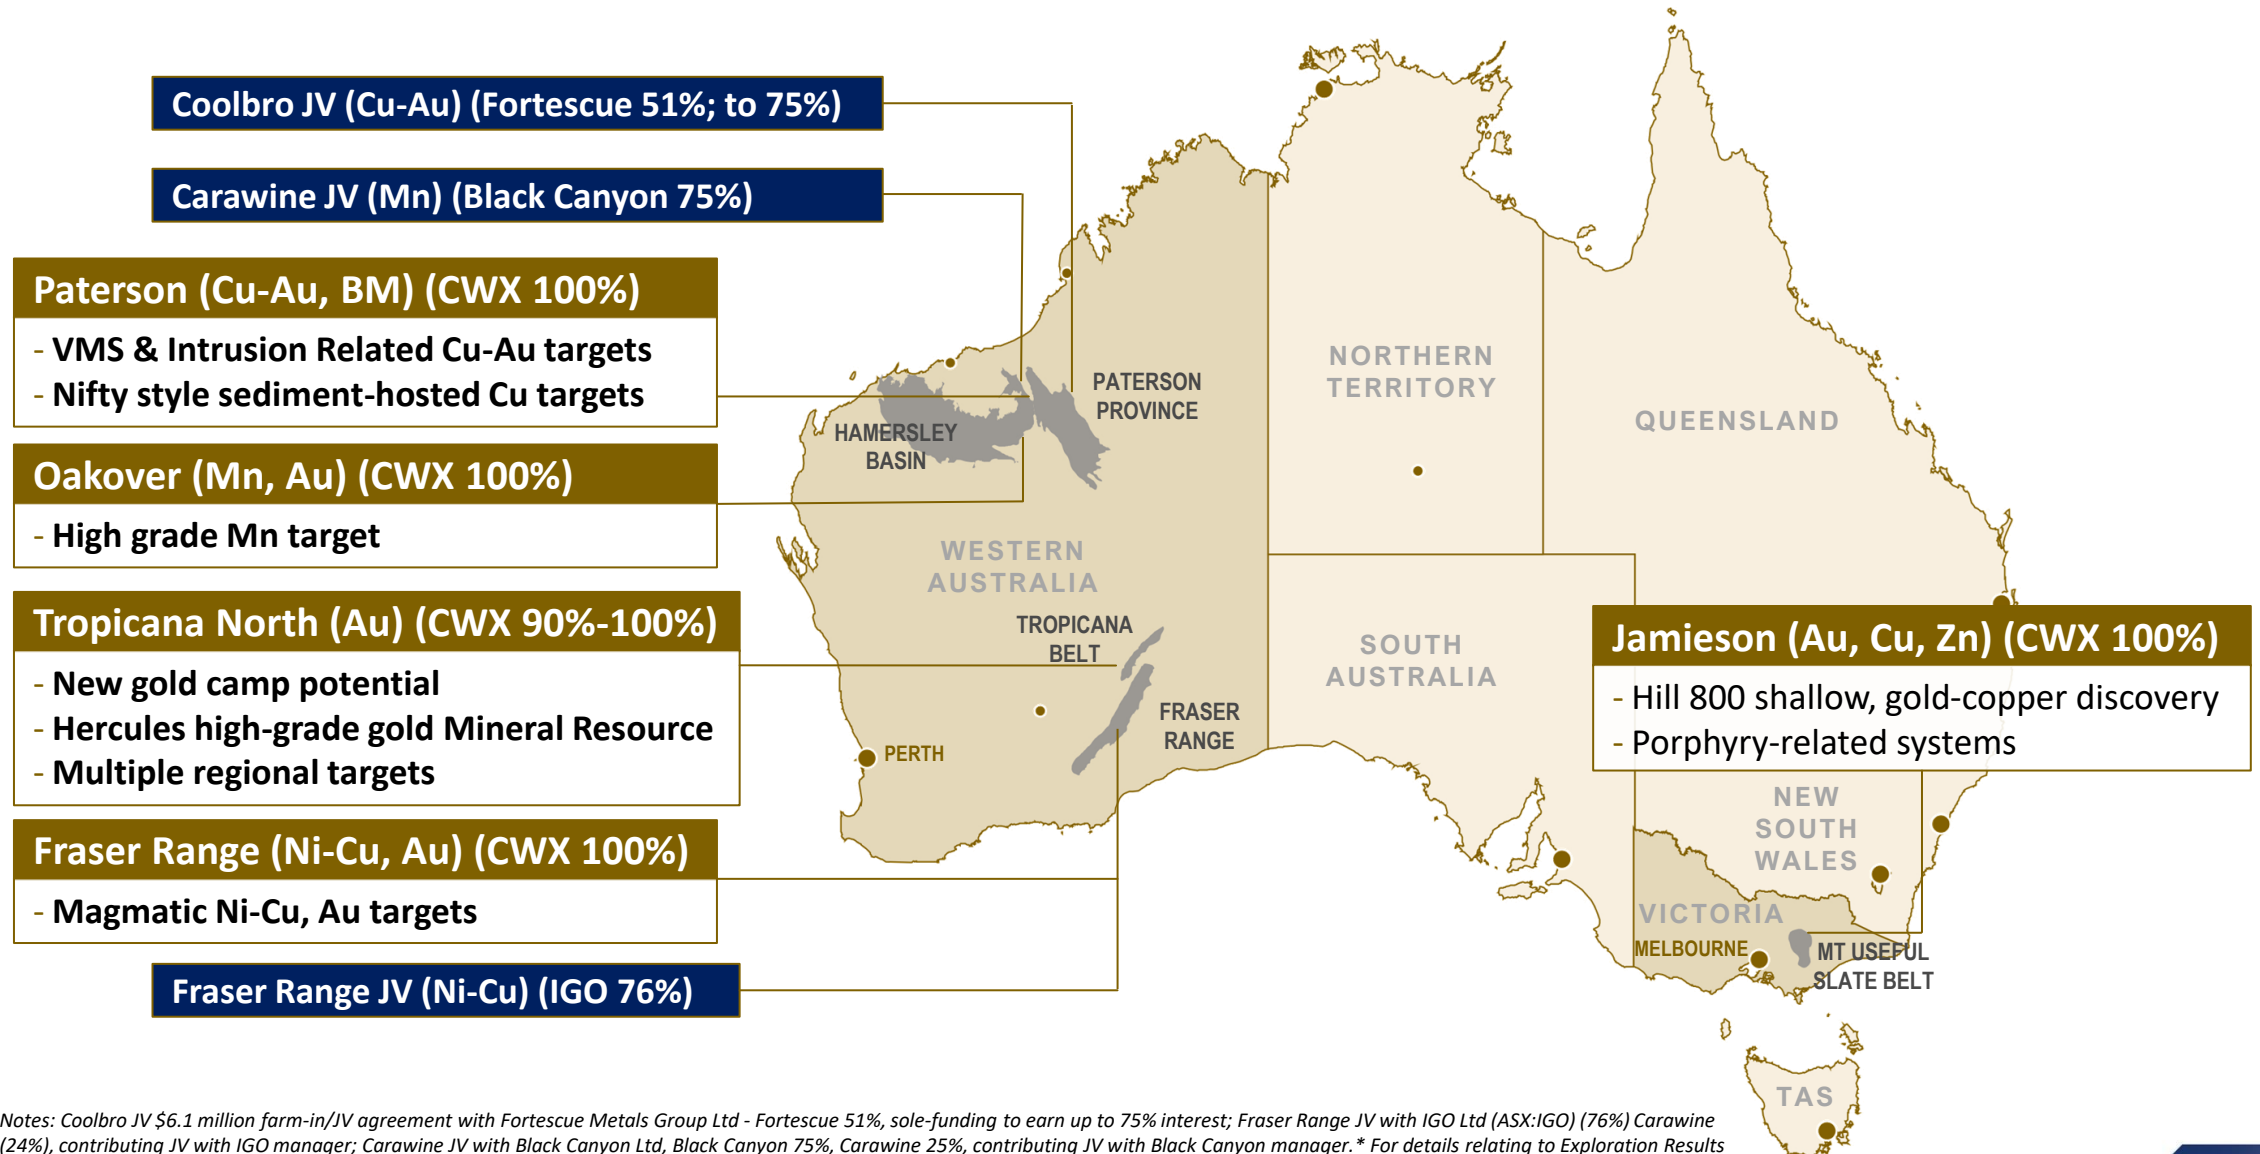 Coolbro JV (Cu-Au) (Fortescue 51%; to 75%)
Carawine JV (Mn) (Black Canyon 75%)
Paterson (Cu-Au, BM) (CWX 100%)
- VMS & Intrusion Related Cu-Au targets
- Nifty style sediment-hosted Cu targets
Oakover (Mn, Au) (CWX 100%)
- High grade Mn target
Tropicana North (Au) (CWX 90%-100%)
- New gold camp potential
- Hercules high-grade gold Mineral Resource
- Multiple regional targets
Fraser Range (Ni-Cu, Au) (CWX 100%)
- Magmatic Ni-Cu, Au targets
Fraser Range JV (Ni-Cu) (IGO 76%)
HAMERSLEY
BASIN
PATERSON
PROVINCE
WESTERN
AUSTRALIA
TROPICANA
BELT
FRASER
RANGE
PERTH
NORTHERN
TERRITORY
SOUTH
AUSTRALIA
QUEENSLAND
Jamieson (Au, Cu, Zn) (CWX 100%)
- Hill 800 shallow, gold-copper discovery
- Porphyry-related systems
NEW
SOUTH
WALES
VICTORIA
MELBOURNE
MT USEFUL
SLATE BELT
TAS
Notes: Coolbro JV $6.1 million farm-in/JV agreement with Fortescue Metals Group Ltd - Fortescue 51%, sole-funding to earn up to 75% interest; Fraser Range JV with IGO Ltd (ASX:IGO) (76%) Carawine
(24%), contributing JV with IGO manager; Carawine JV with Black Canyon Ltd, Black Canyon 75%, Carawine 25%, contributing JV with Black Canyon manager.* For details relating to Exploration Results